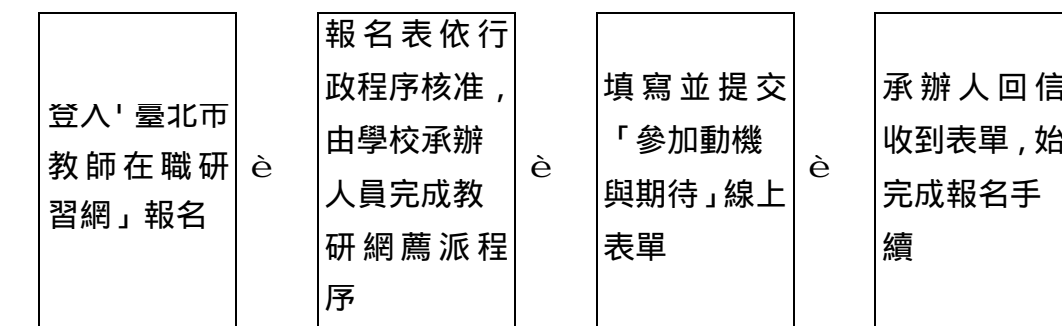 登入「臺北市
教師在職研
習網」報名
è
報名表依行
政程序核准，
由學校承辦
人員完成教
研網薦派程
序
è
填寫並提交
「參加動機
與期待」線上
表單
è
承辦人回信
收到表單，始
完成報名手
續